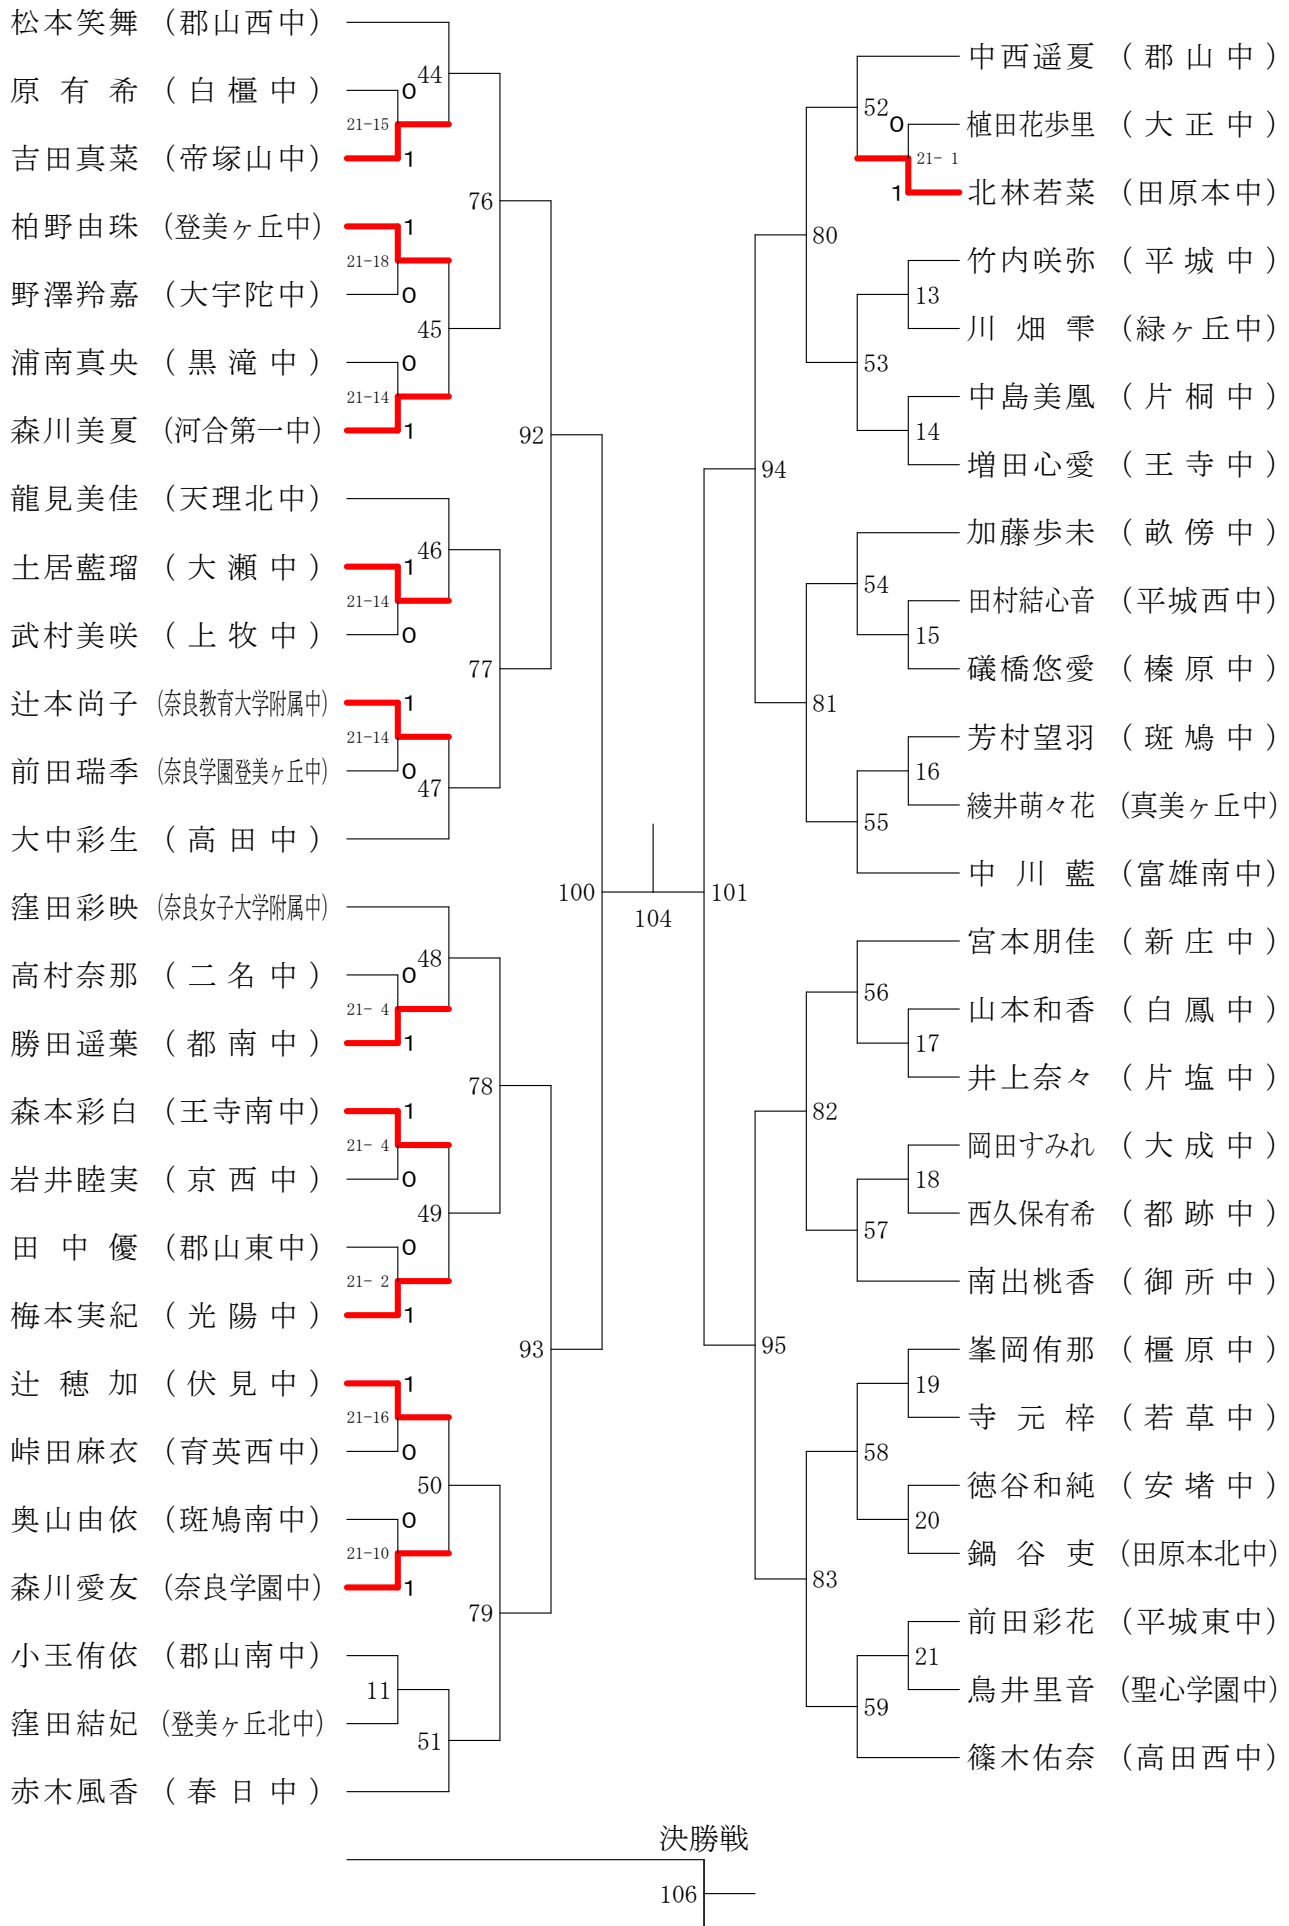 松本笑舞 (郡山西中)
44
原有希 (白橿中) 0
21-15
吉田真菜 (帝塚山中) 1
76
柏野由珠 (登美ヶ丘中) 1
21-18
野澤羚嘉 (大宇陀中) 0
45
浦南真央 (黒滝中) 0
21-14
森川美夏 (河合第一中) 1
92
龍見美佳 (天理北中)
46
土居藍瑠 (大瀬中) 1
21-14
武村美咲 (上牧中) 0
77
辻本尚子 (奈良教育大学附属中) 1
21-14
前田瑞季 (奈良学園登美ヶ丘中) 0
47
大中彩生 (高田中)
100
窪田彩映 (奈良女子大学附属中)
48
高村奈那 (二名中) 0
21- 4
勝田遥葉 (都南中) 1
78
森本彩白 (王寺南中) 1
21- 4
岩井睦実 (京西中) 0
49
田中優 (郡山東中) 0
21- 2
梅本実紀 (光陽中) 1
93
辻穂加 (伏見中) 1
21-16
峠田麻衣 (育英西中) 0
50
奥山由依 (斑鳩南中) 0
21-10
森川愛友 (奈良学園中) 1
79
小玉侑依 (郡山南中)
11
窪田結妃 (登美ヶ丘北中)
51
赤木風香 (春日中)
104
中西遥夏 (郡山中)
52
0 植田花歩里 (大正中)
21- 1
1 北林若菜 (田原本中)
80
竹内咲弥 (平城中)
13
川畑雫 (緑ヶ丘中)
53
中島美凰 (片桐中)
14
増田心愛 (王寺中)
94
加藤歩未 (畝傍中)
54
田村結心音 (平城西中)
15
礒橋悠愛 (榛原中)
81
芳村望羽 (斑鳩中)
16
綾井萌々花 (真美ヶ丘中)
55
中川藍 (富雄南中)
101
宮本朋佳 (新庄中)
56
山本和香 (白鳳中)
17
井上奈々 (片塩中)
82
岡田すみれ (大成中)
18
西久保有希 (都跡中)
57
南出桃香 (御所中)
95
峯岡侑那 (橿原中)
19
寺元梓 (若草中)
58
徳谷和純 (安堵中)
20
鍋谷吏 (田原本北中)
83
前田彩花 (平城東中)
21
鳥井里音 (聖心学園中)
59
篠木佑奈 (高田西中)
決勝戦
106